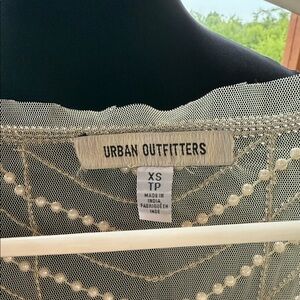 URBAN OUTFITTERS
XS
TP
MADE IN
INDIA
FABRIQUÉ EN
INDE